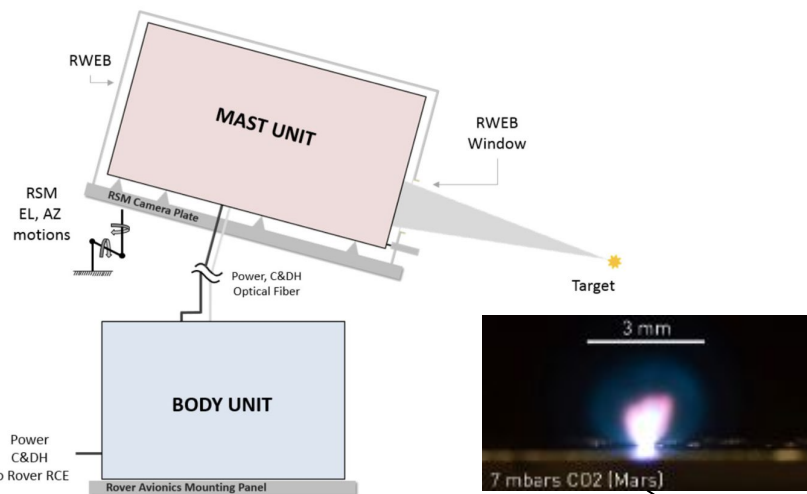 RWEB
MAST UNIT
RWEB
Window
RSM Camera Plate
RSM
EL, AZ
motions
Power, C&DH
Optical Fiber
Target
3 mm
BODY UNIT
Power
C&DH
o Rover RCE
7 mbars CO2 (Mars)
Rover Avionics Mounting Panel